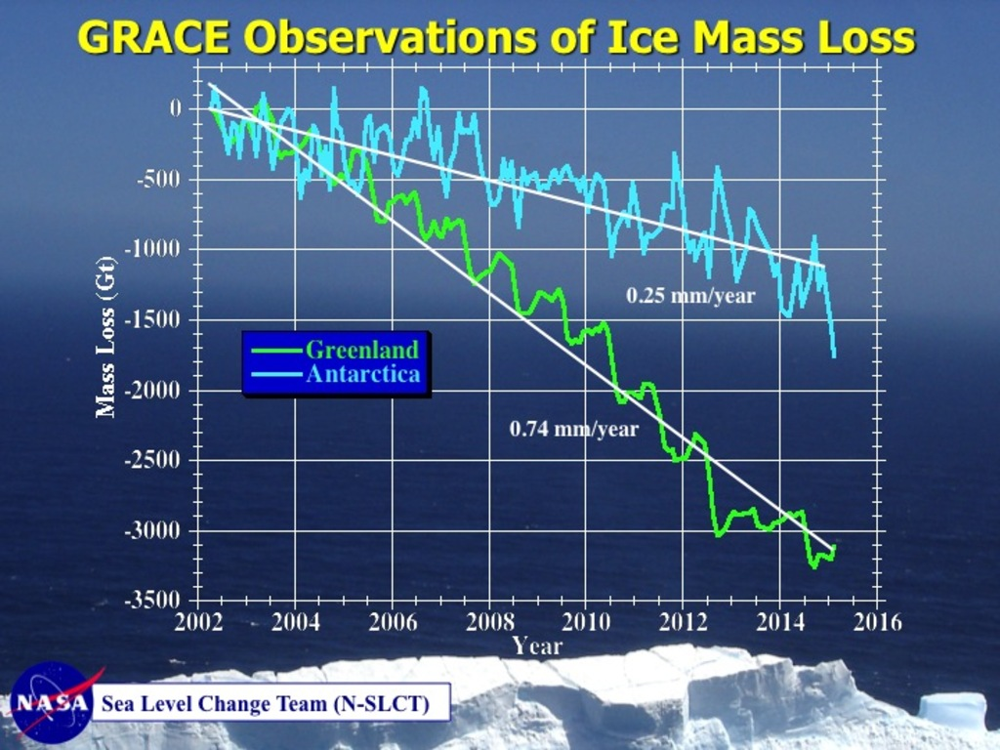 GRACE Observations of Ice Mass Loss
0
-500
-1000
-1500
-2000
-2500
-3000
-3500
Mass Loss (Gt)
0.25 mm/year
Greenland
Antarctica
0.74 mm/year
2002 2004 2006 2008 2010 2012 2014 2016
Year
NASA Sea Level Change Team (N-SLCT)